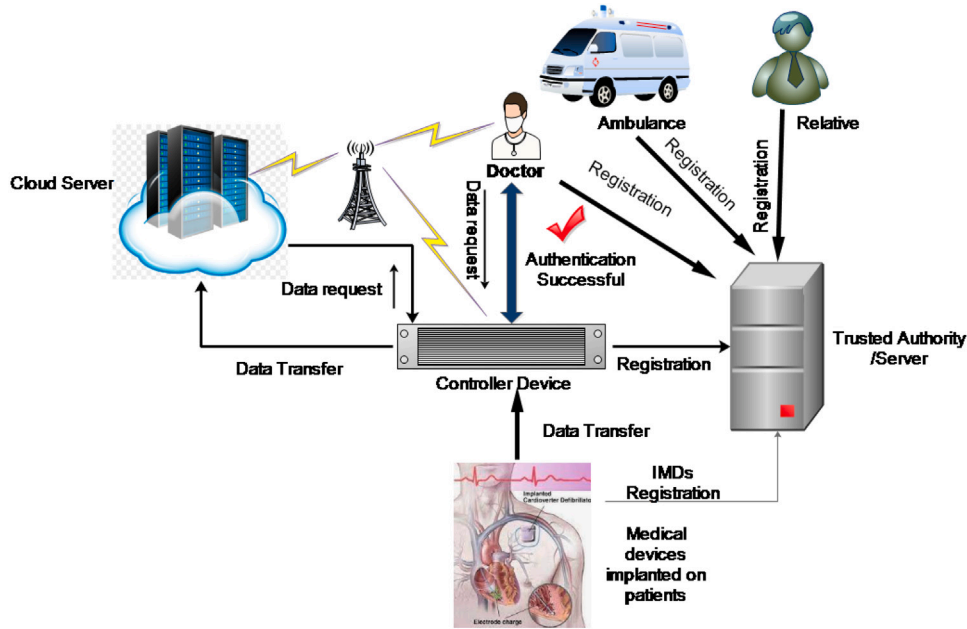 Ambulance
Relative
Cloud Server
Doctor
Registration
Registration
Registration
Data request
Authentication
Successful
Data request
Data Transfer
Controller Device
Registration
Trusted Authority
/Server
Data Transfer
Implanted
Cardioverter Defibrillato
IMDs
Registration
Medical
devices
implanted on
patients
Electrode charge